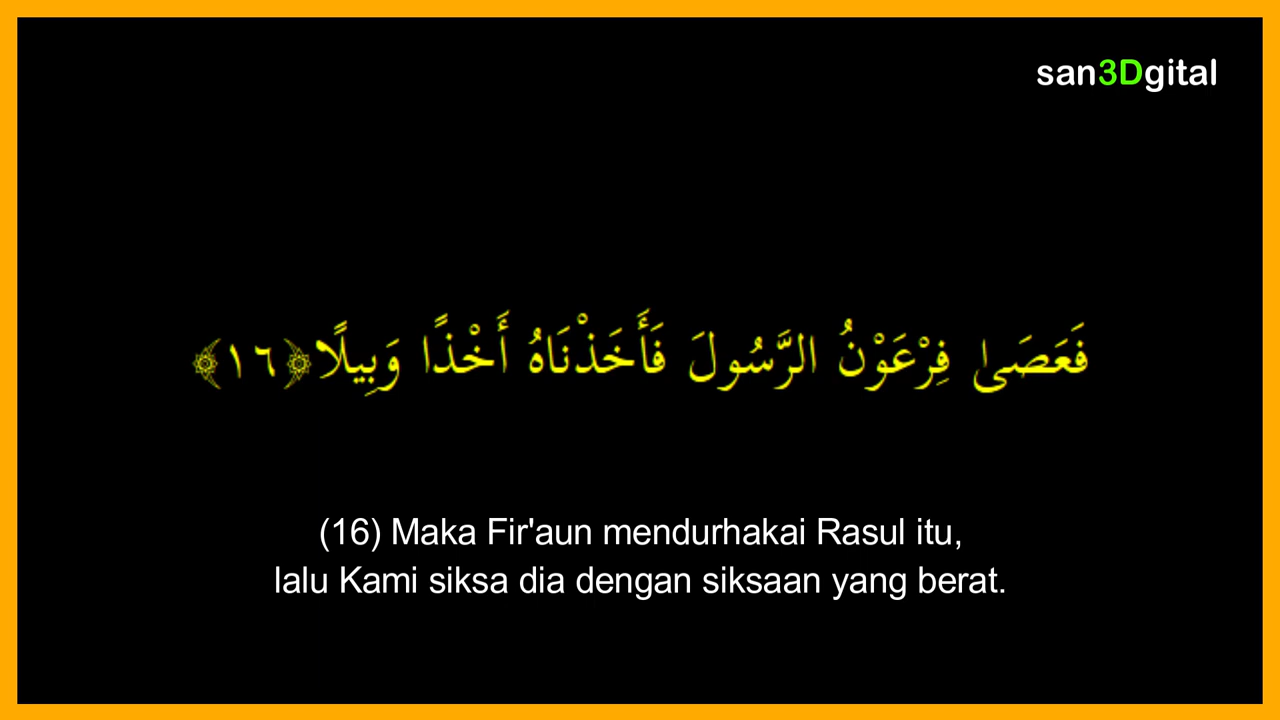 san3Dgital
فَعَصَىٰ فِرْعَوْنُ الرَّسُولَ فَأَخَذْنَاهُ أَخْذًا وَبِيلًا﴿١٦﴾
(16) Maka Fir'aun mendurhakai Rasul itu,
lalu Kami siksa dia dengan siksaan yang berat.